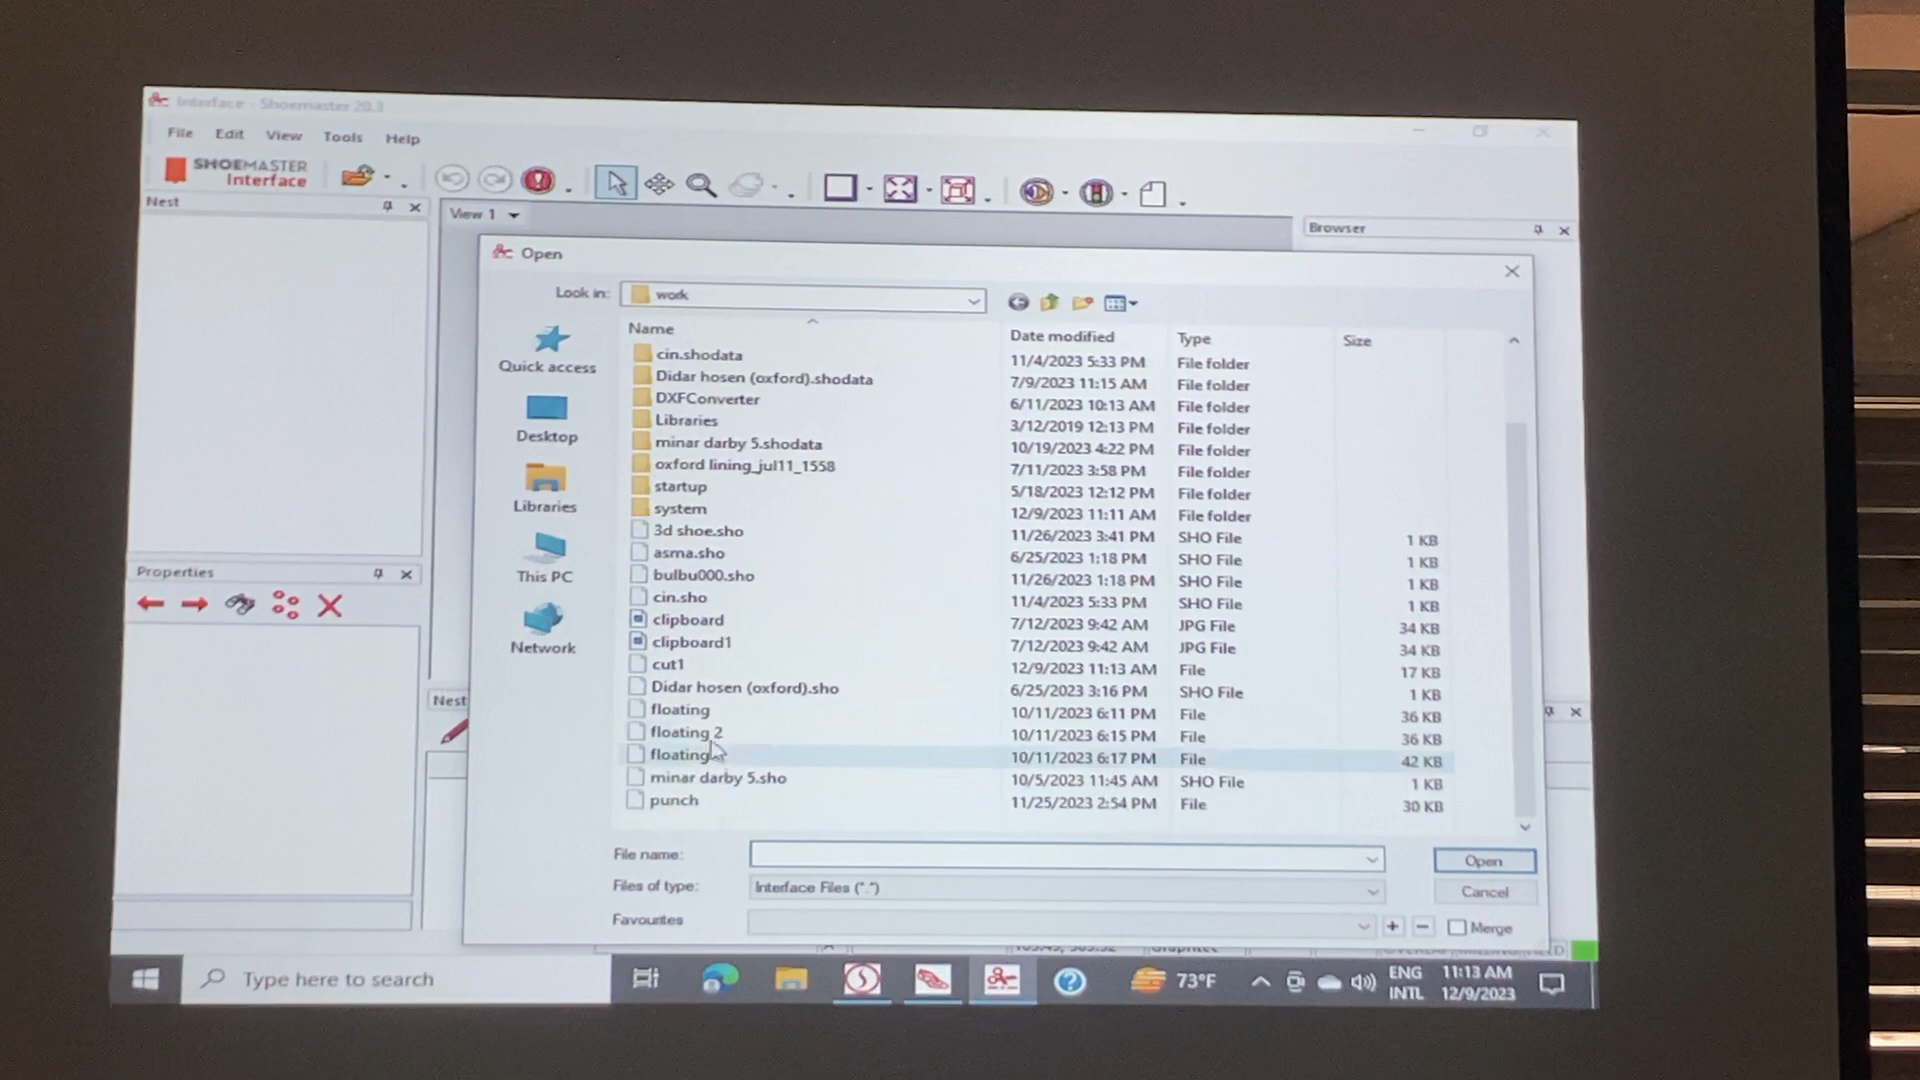 Interface - Shoemaster 20.3
File Edit View Tools Help
SHOEMASTER
Interface
Nest
View 1
Browser
Open
Look in: work
Name Date modified Type Size
cin.shodata 11/4/2023 5:33 PM File folder
Didar hosen (oxford).shodata 7/9/2023 11:15 AM File folder
DXFConverter 6/11/2023 10:13 AM File folder
Libraries 3/12/2019 12:13 PM File folder
minar darby 5.shodata 10/19/2023 4:22 PM File folder
oxford lining_jul11_1558 7/11/2023 3:58 PM File folder
startup 5/18/2023 12:12 PM File folder
system 12/9/2023 11:11 AM File folder
3d shoe.sho 11/26/2023 3:41 PM SHO File 1 KB
asma.sho 6/25/2023 1:18 PM SHO File 1 KB
bulbu000.sho 11/26/2023 1:18 PM SHO File 1 KB
cin.sho 11/4/2023 5:33 PM SHO File 1 KB
clipboard 7/12/2023 9:42 AM JPG File 34 KB
clipboard1 7/12/2023 9:42 AM JPG File 34 KB
cut1 12/9/2023 11:13 AM File 17 KB
Didar hosen (oxford).sho 6/25/2023 3:16 PM SHO File 1 KB
floating 10/11/2023 6:11 PM File 36 KB
floating 2 10/11/2023 6:15 PM File 36 KB
floating 10/11/2023 6:17 PM File 42 KB
minar darby 5.sho 10/5/2023 11:45 AM SHO File 1 KB
punch 11/25/2023 2:54 PM File 30 KB
Quick access
Desktop
Libraries
This PC
Network
Properties
Nest
File name: Open
Files of type: Interface Files (*.*) Cancel
Favourites Merge
Type here to search
73°F
ENG
INTL
11:13 AM
12/9/2023